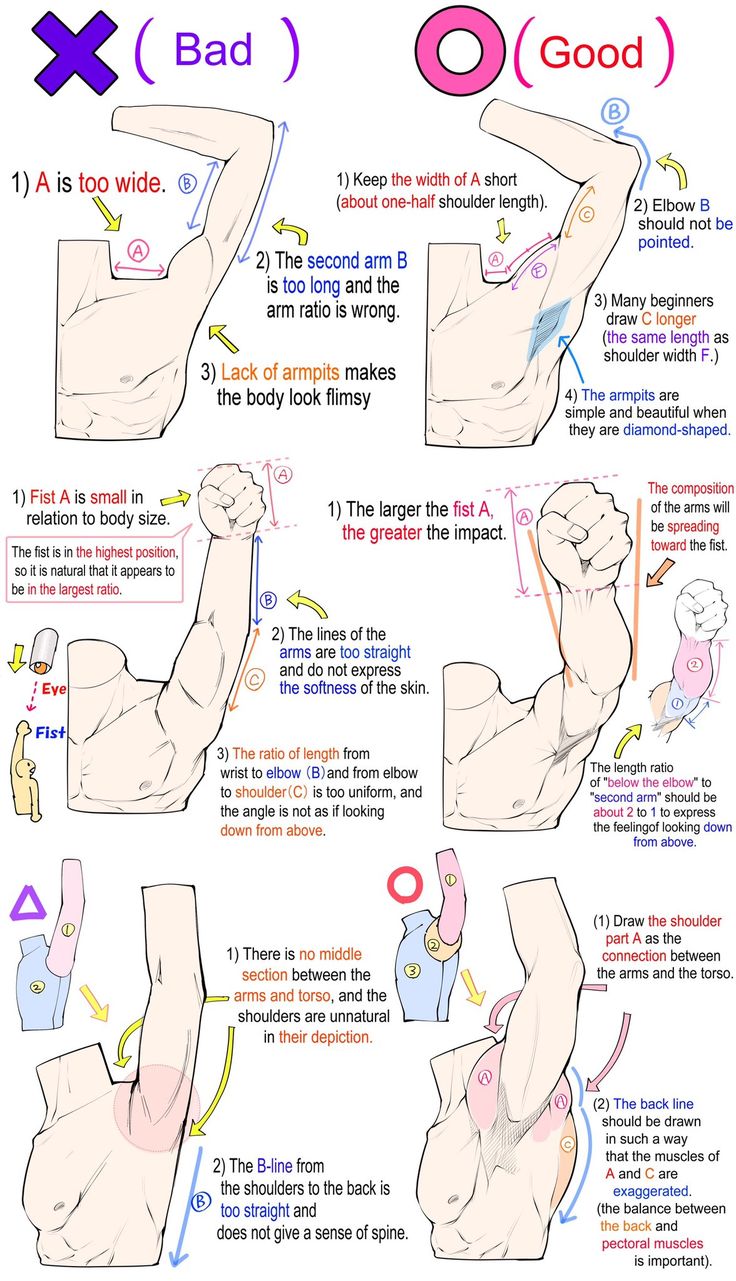 ( Bad )
( Good )
1) A is too wide.
A
B
2) The second arm B
is too long and the
arm ratio is wrong.
3) Lack of armpits makes
the body look flimsy
1) Keep the width of A short
(about one-half shoulder length).
A
F
C
B
2) Elbow B
should not be
pointed.
3) Many beginners
draw C longer
(the same length as
shoulder width F.)
4) The armpits are
simple and beautiful when
they are diamond-shaped.
1) Fist A is small in
relation to body size.
The fist is in the highest position,
so it is natural that it appears to
be in the largest ratio.
A
B
C
Eye
Fist
2) The lines of the
arms are too straight
and do not express
the softness of the skin.
3) The ratio of length from
wrist to elbow (B) and from elbow
to shoulder (C) is too uniform, and
the angle is not as if looking
down from above.
1) The larger the fist A,
the greater the impact.
A
The composition
of the arms will
be spreading
toward the fist.
②
①
The length ratio
of "below the elbow" to
"second arm" should be
about 2 to 1 to express
the feelingof looking down
from above.
①
②
1) There is no middle
section between the
arms and torso, and the
shoulders are unnatural
in their depiction.
2) The B-line from
the shoulders to the back is
too straight and
does not give a sense of spine.
B
①
②
③
(1) Draw the shoulder
part A as the
connection between
the arms and the torso.
A
A
C
(2) The back line
should be drawn
in such a way
that the muscles of
A and C are
exaggerated.
(the balance between
the back and
pectoral muscles
is important).